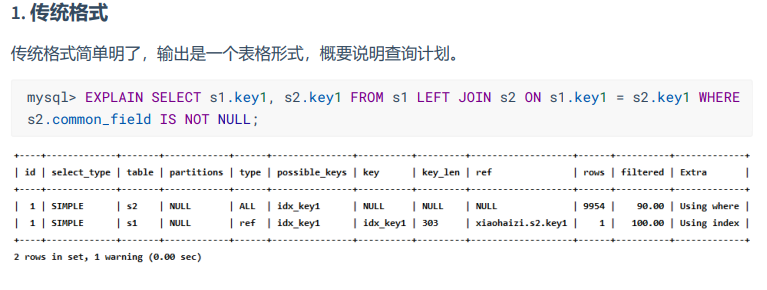 1. 传统格式
传统格式简单明了，输出是一个表格形式，概要说明查询计划。
mysql> EXPLAIN SELECT s1.key1, s2.key1 FROM s1 LEFT JOIN s2 ON s1.key1 = s2.key1 WHERE
s2.common_field IS NOT NULL;
+----+-------------+-------+------------+------+---------------+----------+---------+-------------------+------+----------+-------------+
| id | select_type | table | partitions | type | possible_keys | key | key_len | ref | rows | filtered | Extra |
+----+-------------+-------+------------+------+---------------+----------+---------+-------------------+------+----------+-------------+
| 1 | SIMPLE | s2 | NULL | ALL | idx_key1 | NULL | NULL | NULL | 9954 | 90.00 | Using where |
| 1 | SIMPLE | s1 | NULL | ref | idx_key1 | idx_key1 | 303 | xiaohaizi.s2.key1 | 1 | 100.00 | Using index |
+----+-------------+-------+------------+------+---------------+----------+---------+-------------------+------+----------+-------------+
2 rows in set, 1 warning (0.00 sec)